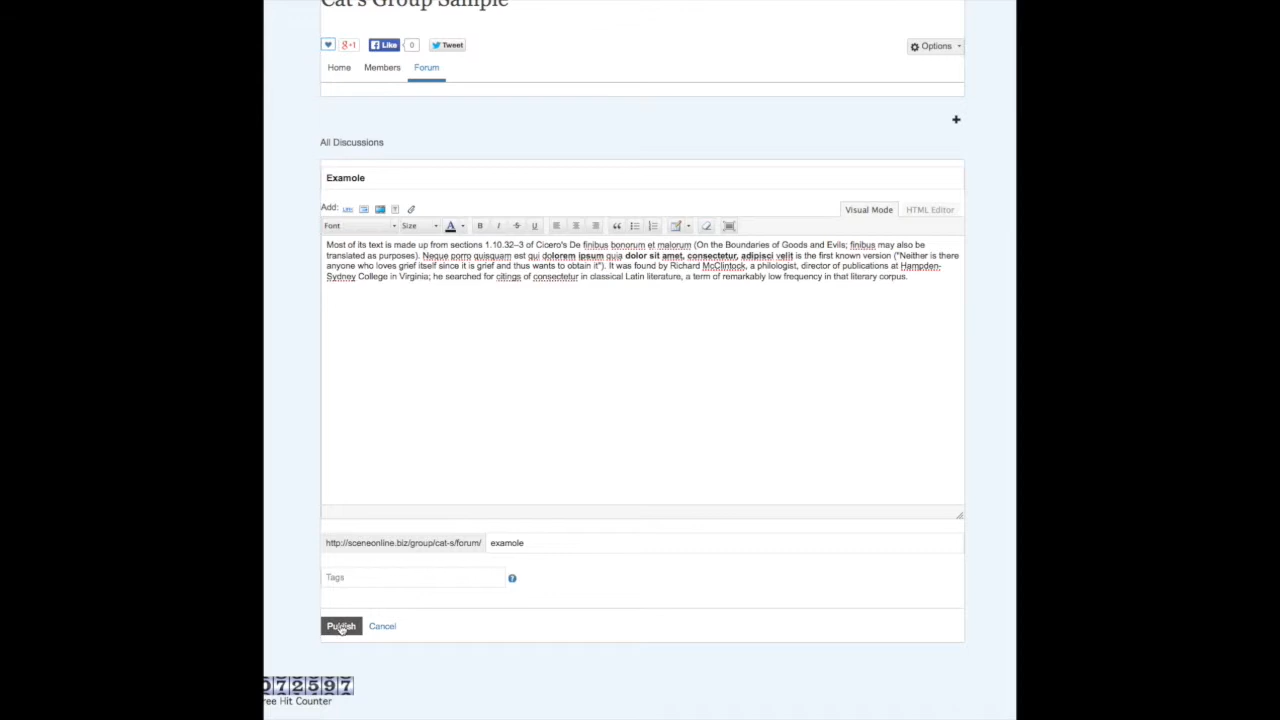 Cat's Group Sample
g+1 Like 0 Tweet
Options
Home Members Forum
+
All Discussions
Examole
Add: URL
Visual Mode HTML Editor
Font Size A B I S U
Most of its text is made up from sections 1.10.32–3 of Cicero's De finibus bonorum et malorum (On the Boundaries of Goods and Evils; finibus may also be
translated as purposes). Neque porro quisquam est qui dolorem ipsum quia dolor sit amet, consectetur, adipisci velit is the first known version ("Neither is there
anyone who loves grief itself since it is grief and thus wants to obtain it"). It was found by Richard McClintock, a philologist, director of publications at Hampden-
Sydney College in Virginia; he searched for citings of consectetur in classical Latin literature, a term of remarkably low frequency in that literary corpus.
http://sceneonline.biz/group/cat-s/forum/ examole
Tags ?
Publish Cancel
072597
ree Hit Counter